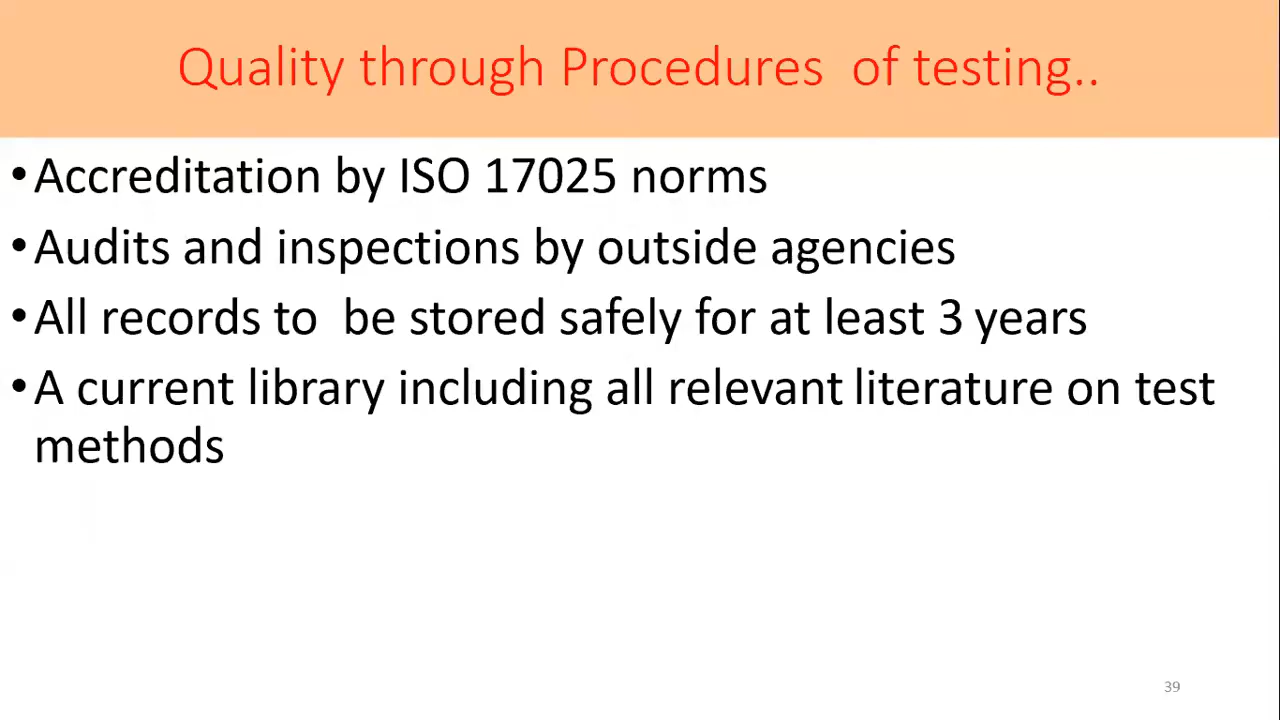 Quality through Procedures of testing..
•Accreditation by ISO 17025 norms
•Audits and inspections by outside agencies
•All records to be stored safely for at least 3 years
•A current library including all relevant literature on test
methods
39